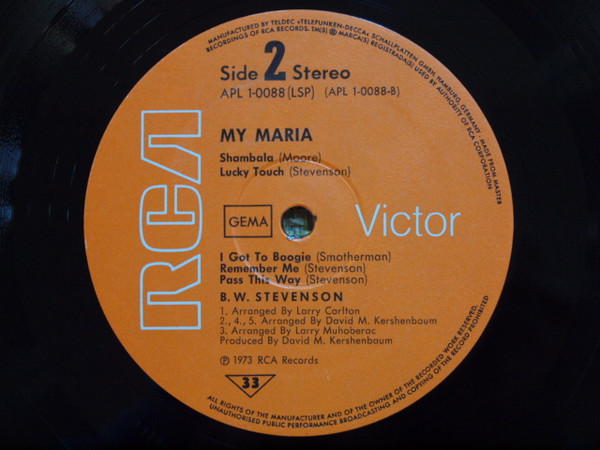 MANUFACTURED BY TELDEC »TELEFUNKEN-DECCA« SCHALLPLATTEN GMBH, HAMBURG, GERMANY · MADE FROM MASTER
RECORDINGS OF RCA RECORDS. TM(S) ® MARCA(S) REGISTRADA(S) USED BY AUTHORITY OF RCA CORPORATION
Side 2 Stereo
APL 1-0088 (LSP) (APL 1-0088-B)
MY MARIA
Shambala (Moore)
Lucky Touch (Stevenson)
RCA
GEMA
Victor
I Got To Boogie (Smotherman)
Remember Me (Stevenson)
Pass This Way (Stevenson)
B. W. STEVENSON
1. Arranged By Larry Carlton
2., 4., 5. Arranged By David M. Kershenbaum
3. Arranged By Larry Muhoberac
Produced By David M. Kershenbaum
℗ 1973 RCA Records
33
ALL RIGHTS OF THE MANUFACTURER AND OF THE OWNER OF THE RECORDED WORK RESERVED.
UNAUTHORISED PUBLIC PERFORMANCE BROADCASTING AND COPYING OF THE RECORD PROHIBITED